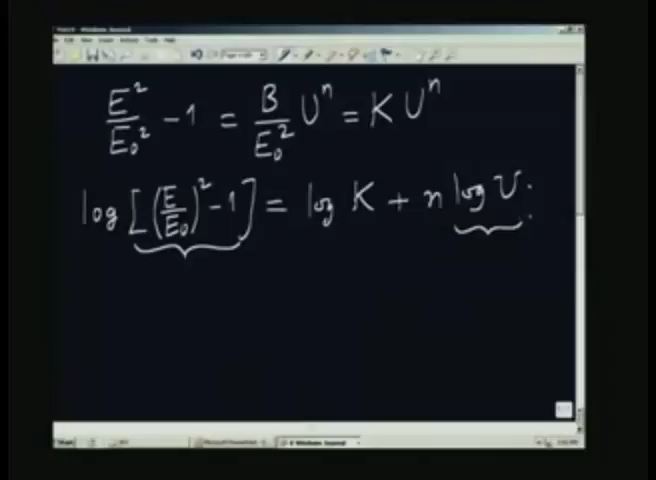 E²/E₀² - 1 = B/E₀² Uⁿ = K Uⁿ
log [(E/E₀)² - 1] = log K + n log U :